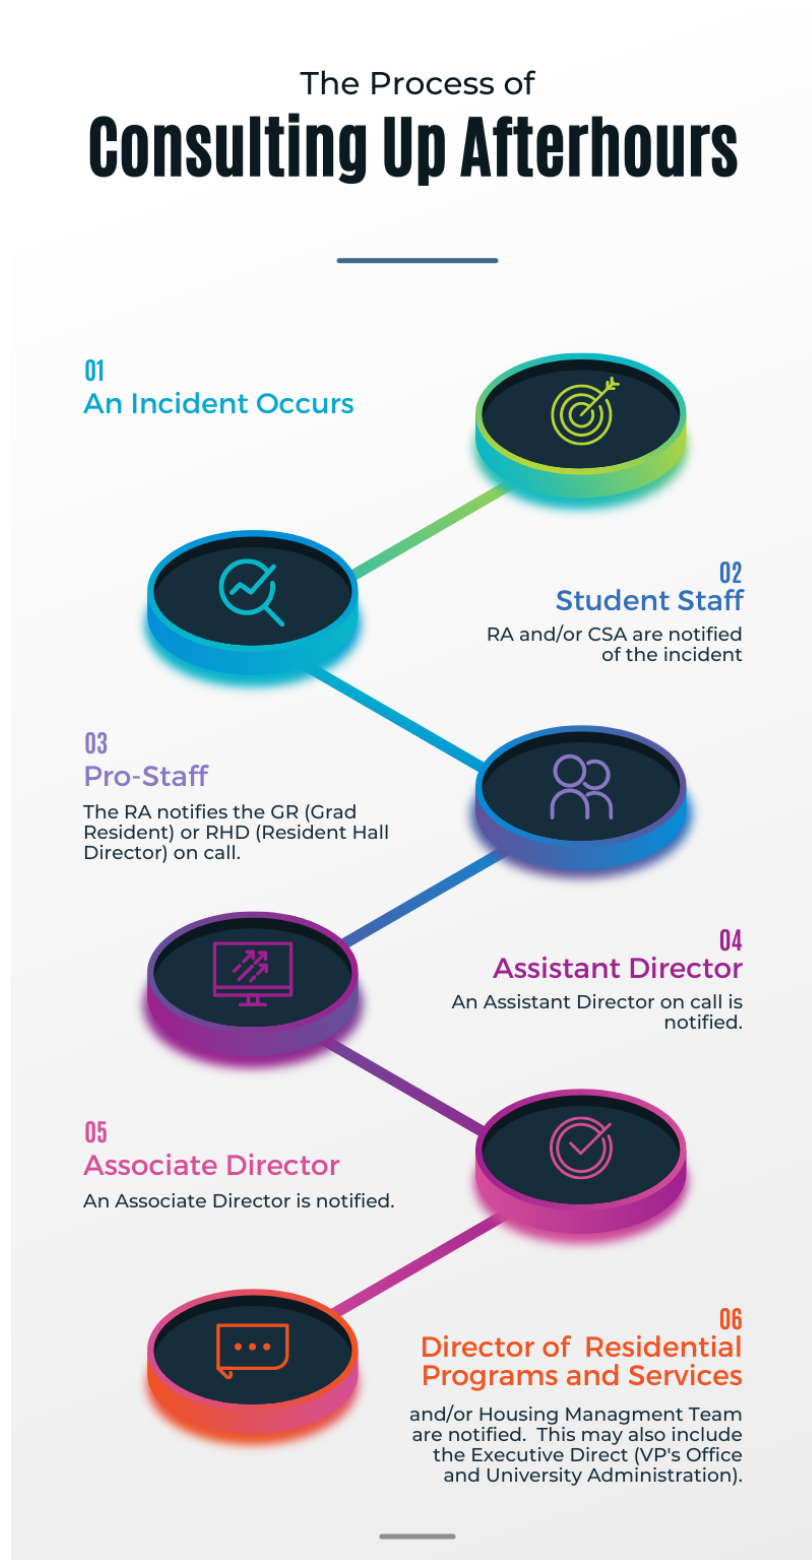 The Process of
Consulting Up Afterhours
01
An Incident Occurs
02
Student Staff
RA and/or CSA are notified
of the incident
03
Pro-Staff
The RA notifies the GR (Grad
Resident) or RHD (Resident Hall
Director) on call.
04
Assistant Director
An Assistant Director on call is
notified.
05
Associate Director
An Associate Director is notified.
06
Director of  Residential
Programs and Services
and/or Housing Managment Team
are notified.  This may also include
the Executive Direct (VP's Office
and University Administration).